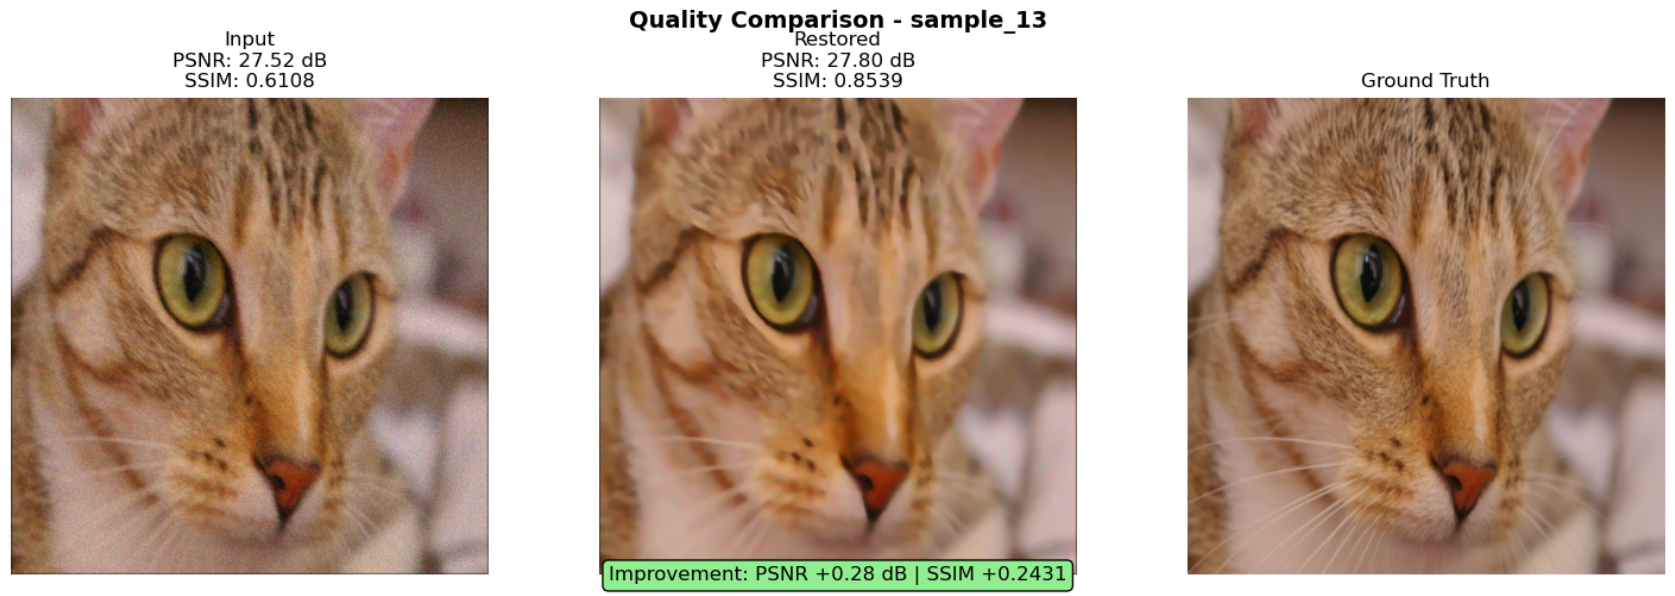 Quality Comparison - sample_13
Input
PSNR: 27.52 dB
SSIM: 0.6108
Restored
PSNR: 27.80 dB
SSIM: 0.8539
Ground Truth
Improvement: PSNR +0.28 dB | SSIM +0.2431